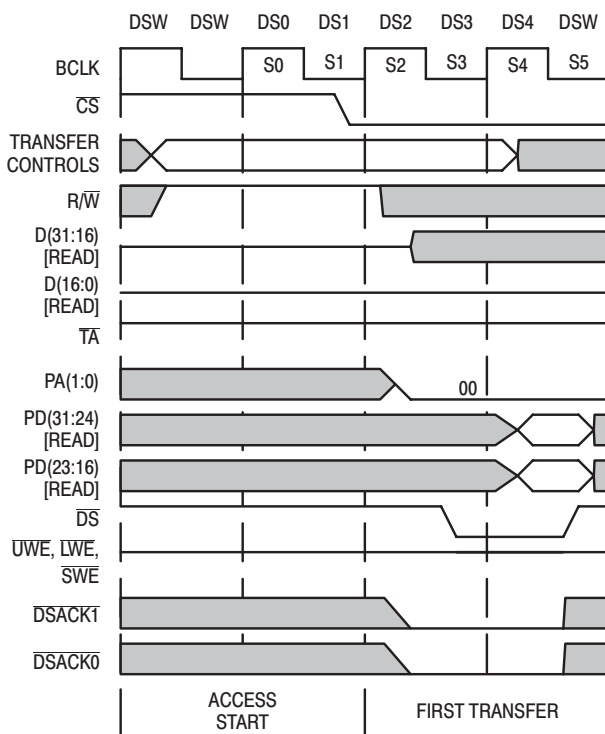 DSW DSW DS0 DS1 DS2 DS3 DS4 DSW
BCLK S0 S1 S2 S3 S4 S5
CS
TRANSFER
CONTROLS
R/W
D(31:16)
[READ]
D(16:0)
[READ]
TA
PA(1:0) 00
PD(31:24)
[READ]
PD(23:16)
[READ]
DS
UWE, LWE,
SWE
DSACK1
DSACK0
ACCESS
START
FIRST TRANSFER